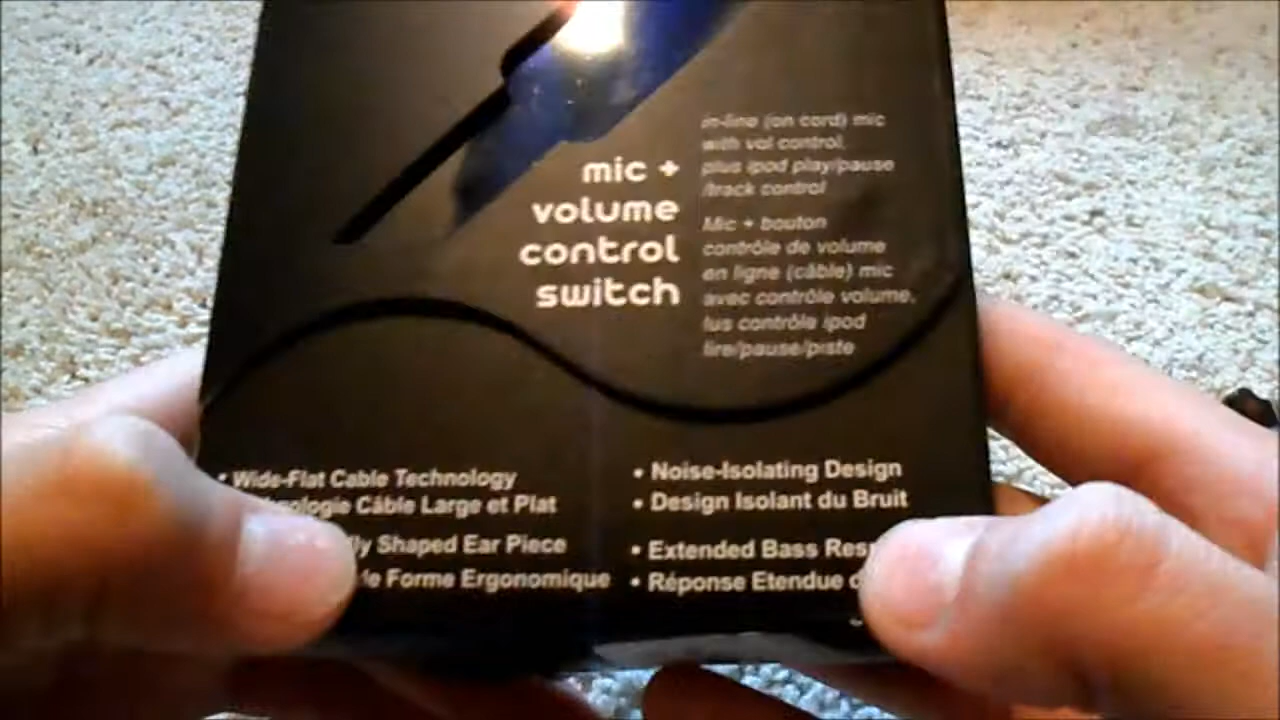 mic +
volume
control
switch
in-line (on cord) mic
with vol control,
plus ipod play/pause
/track control
Mic + bouton
contrôle de volume
en ligne (câble) mic
avec contrôle volume,
lus contrôle ipod
lire/pause/piste
• Wide-Flat Cable Technology
Câble Large et Plat
Shaped Ear Piece
Forme Ergonomique
• Noise-Isolating Design
• Design Isolant du Bruit
• Extended Bass
• Réponse Etendue